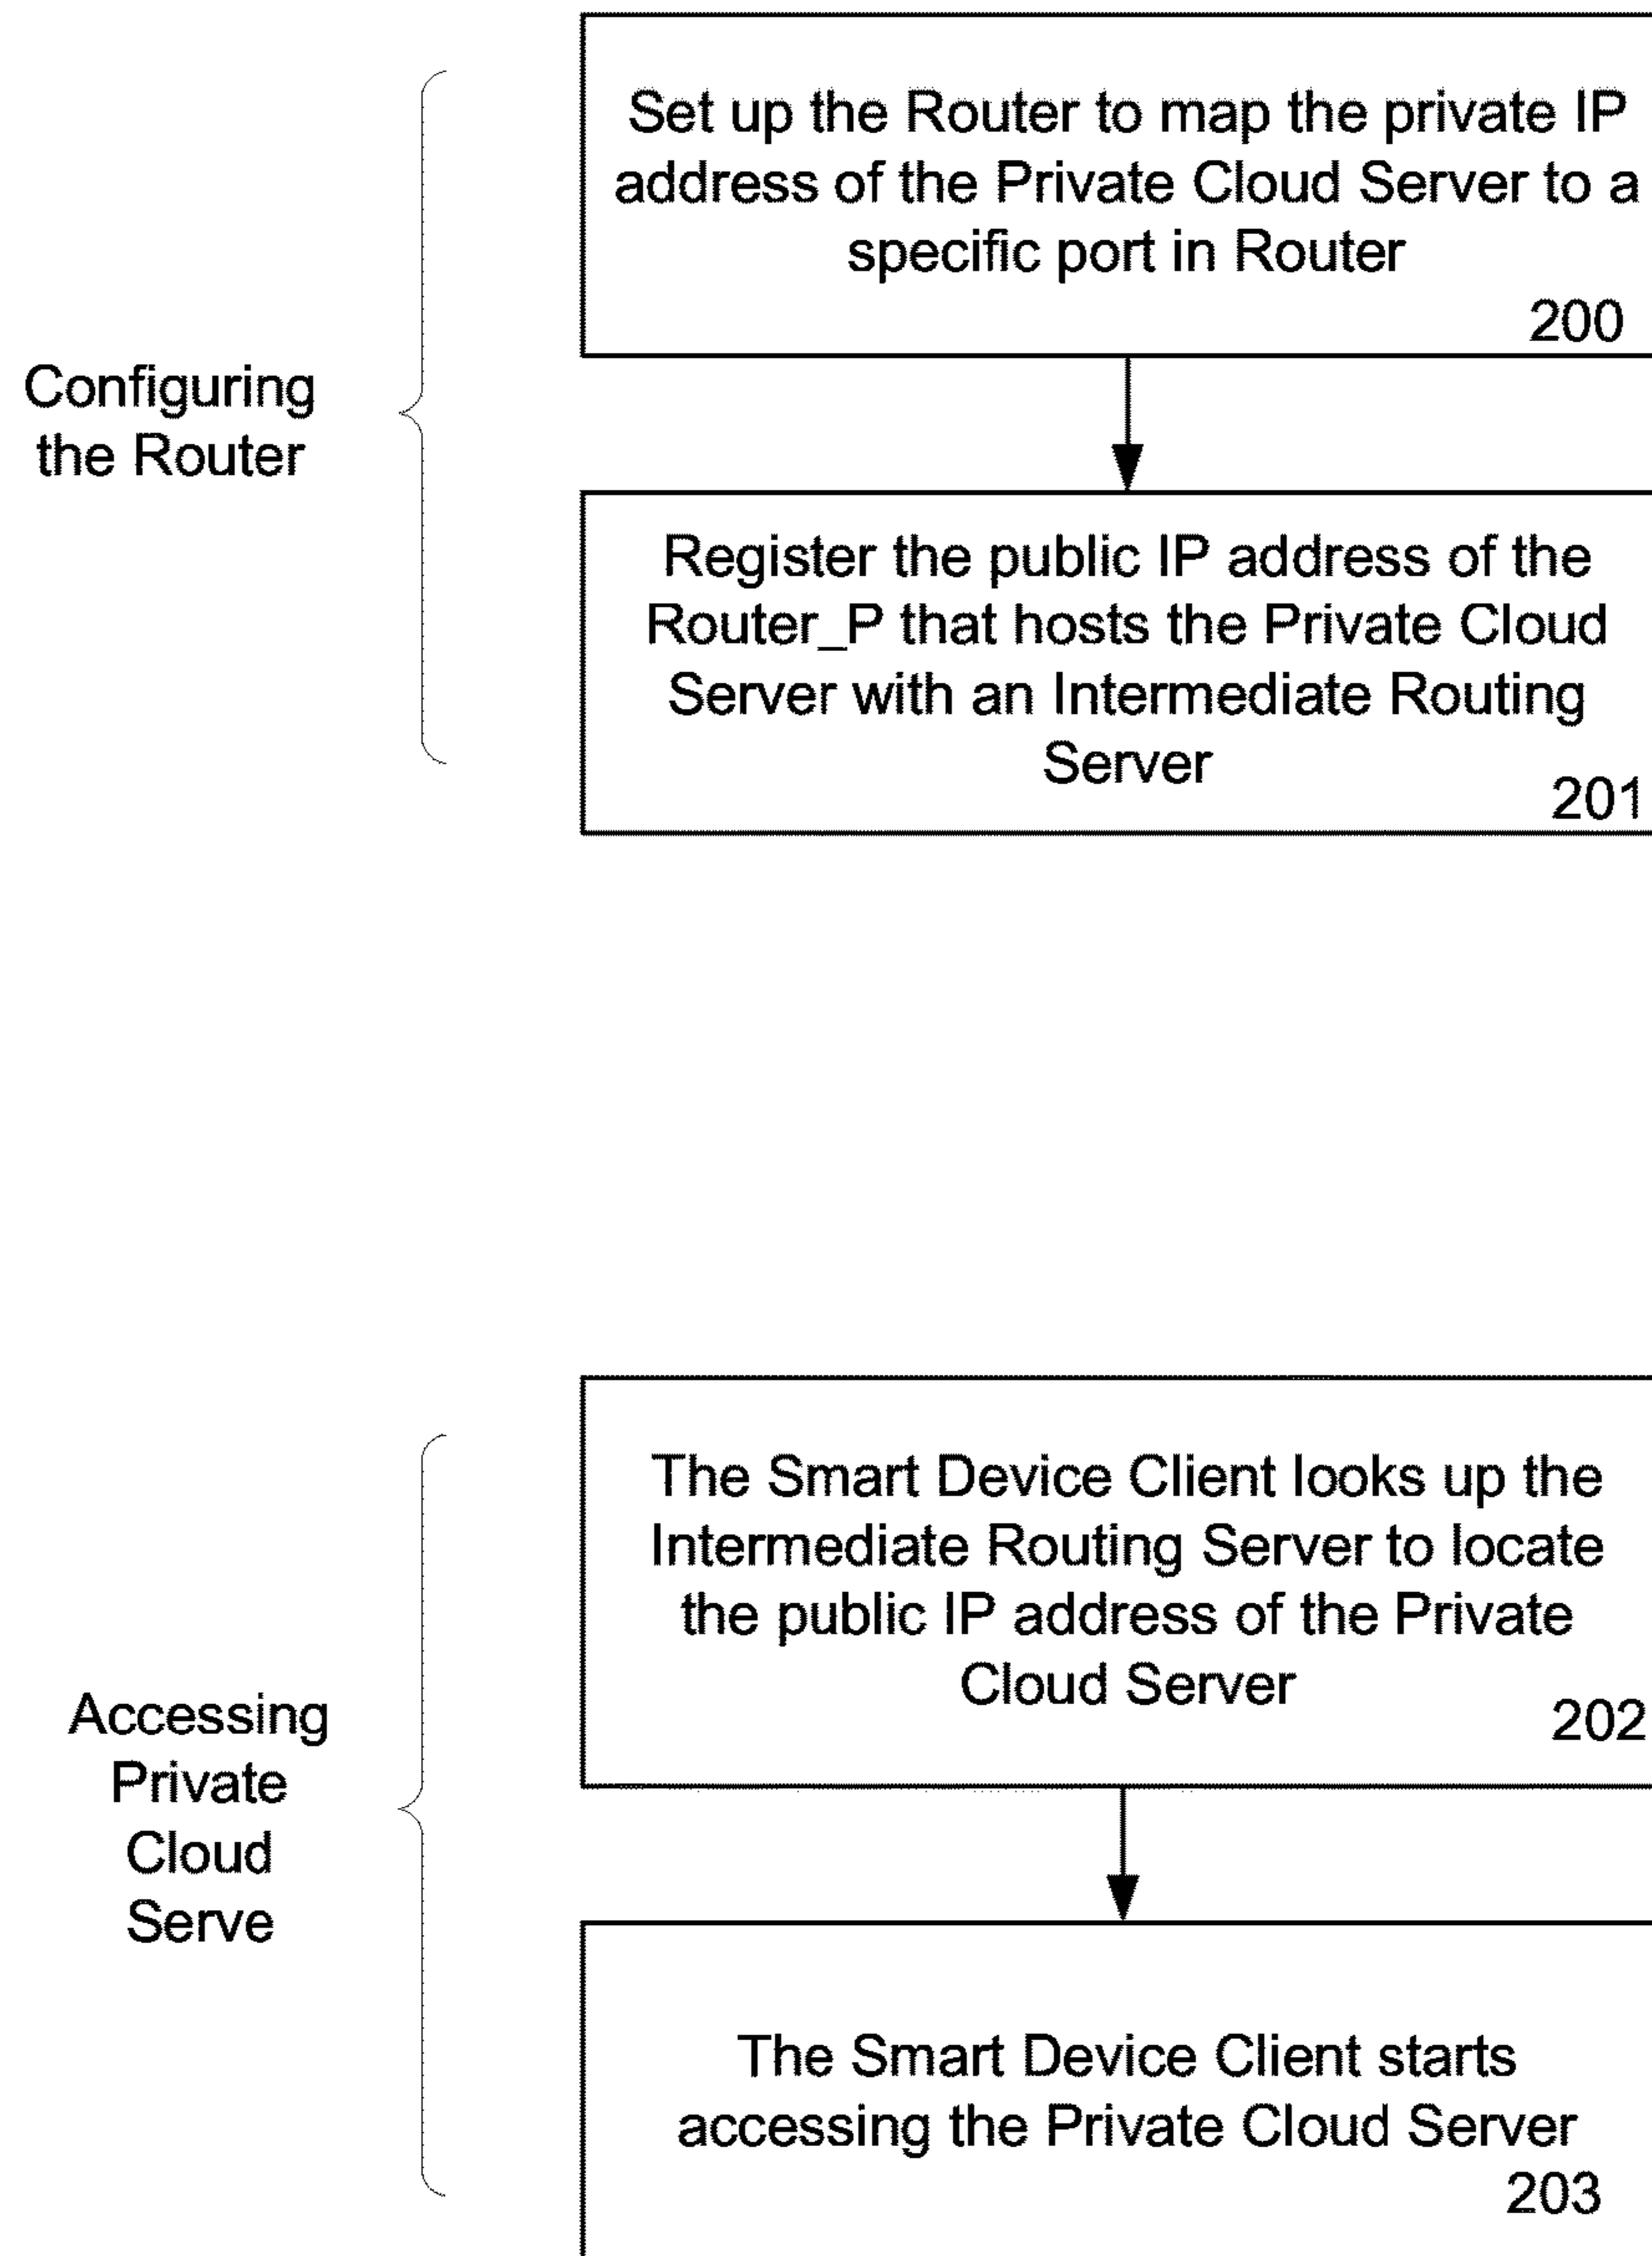 Set up the Router to map the private IP
address of the Private Cloud Server to a
specific port in Router
200
Configuring
the Router
Register the public IP address of the
Router_P that hosts the Private Cloud
Server with an Intermediate Routing
Server
201
The Smart Device Client looks up the
Intermediate Routing Server to locate
the public IP address of the Private
Cloud Server
202
Accessing
Private
Cloud
Serve
The Smart Device Client starts
accessing the Private Cloud Server
203